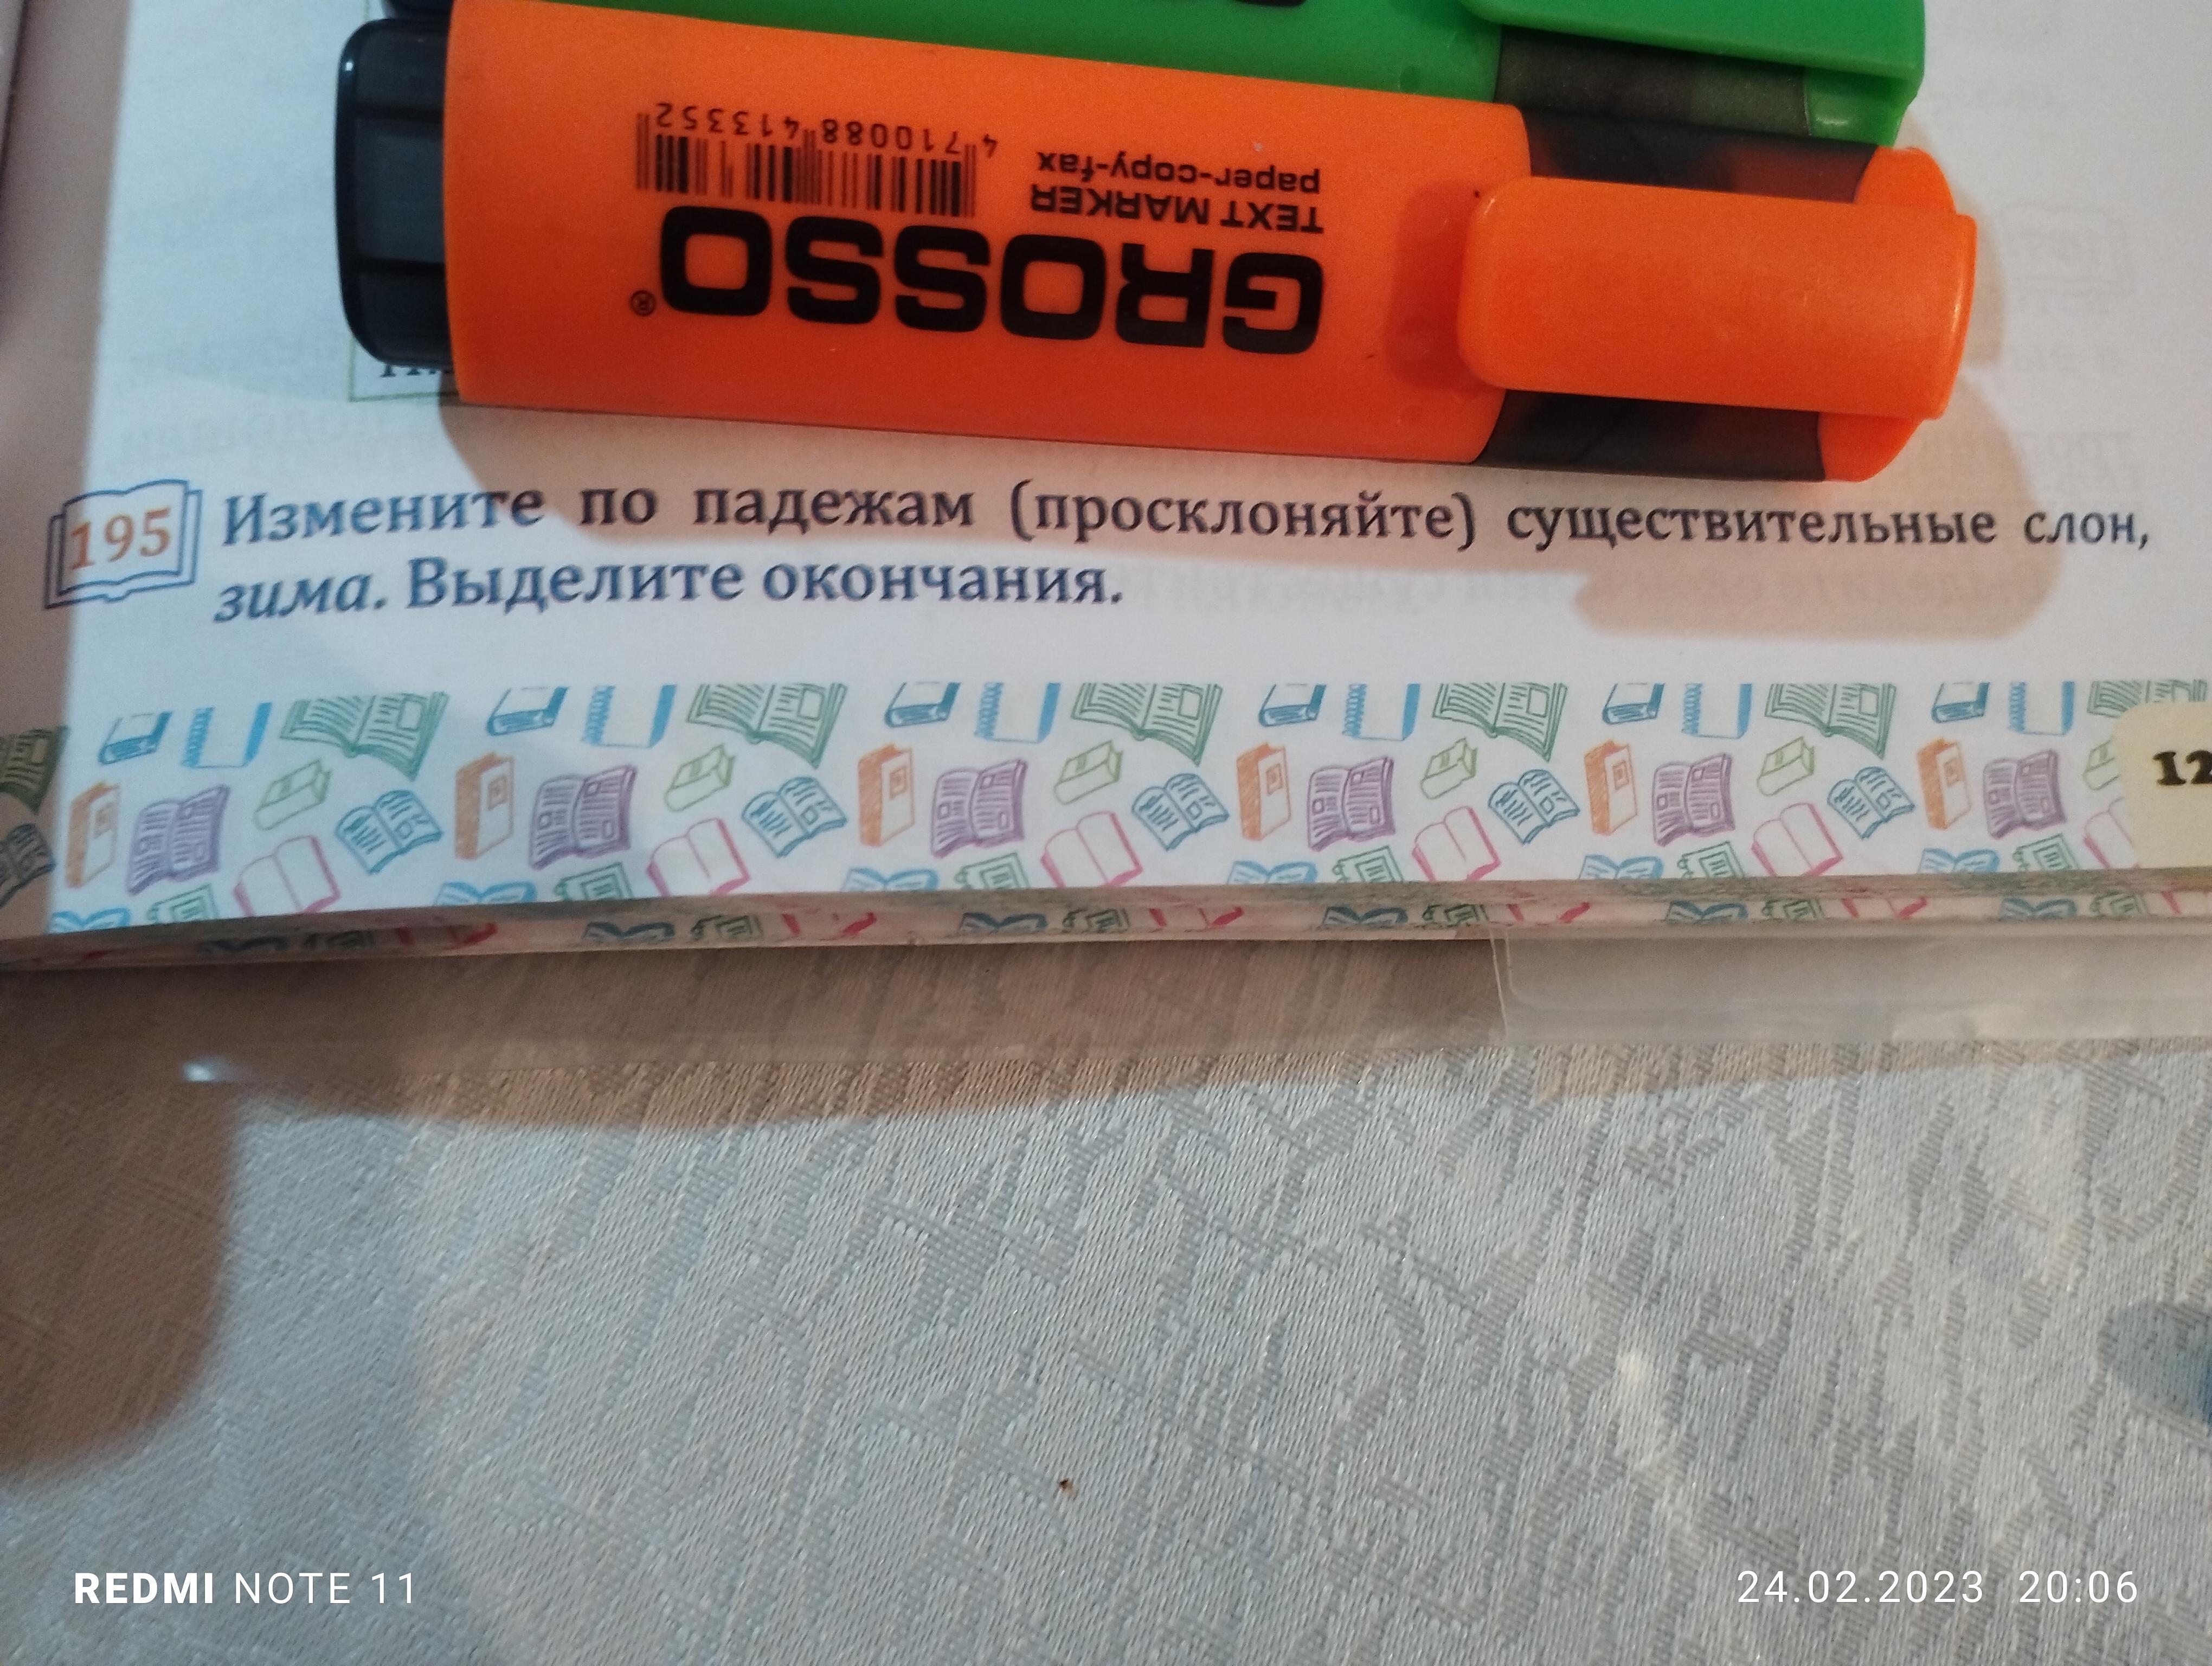 4 710088 413352
paper-copy-fax
TEXT MARKER
GROSSO®
195 Измените по падежам (просклоняйте) существительные слон,
зима. Выделите окончания.
REDMI NOTE 11
24.02.2023 20:06